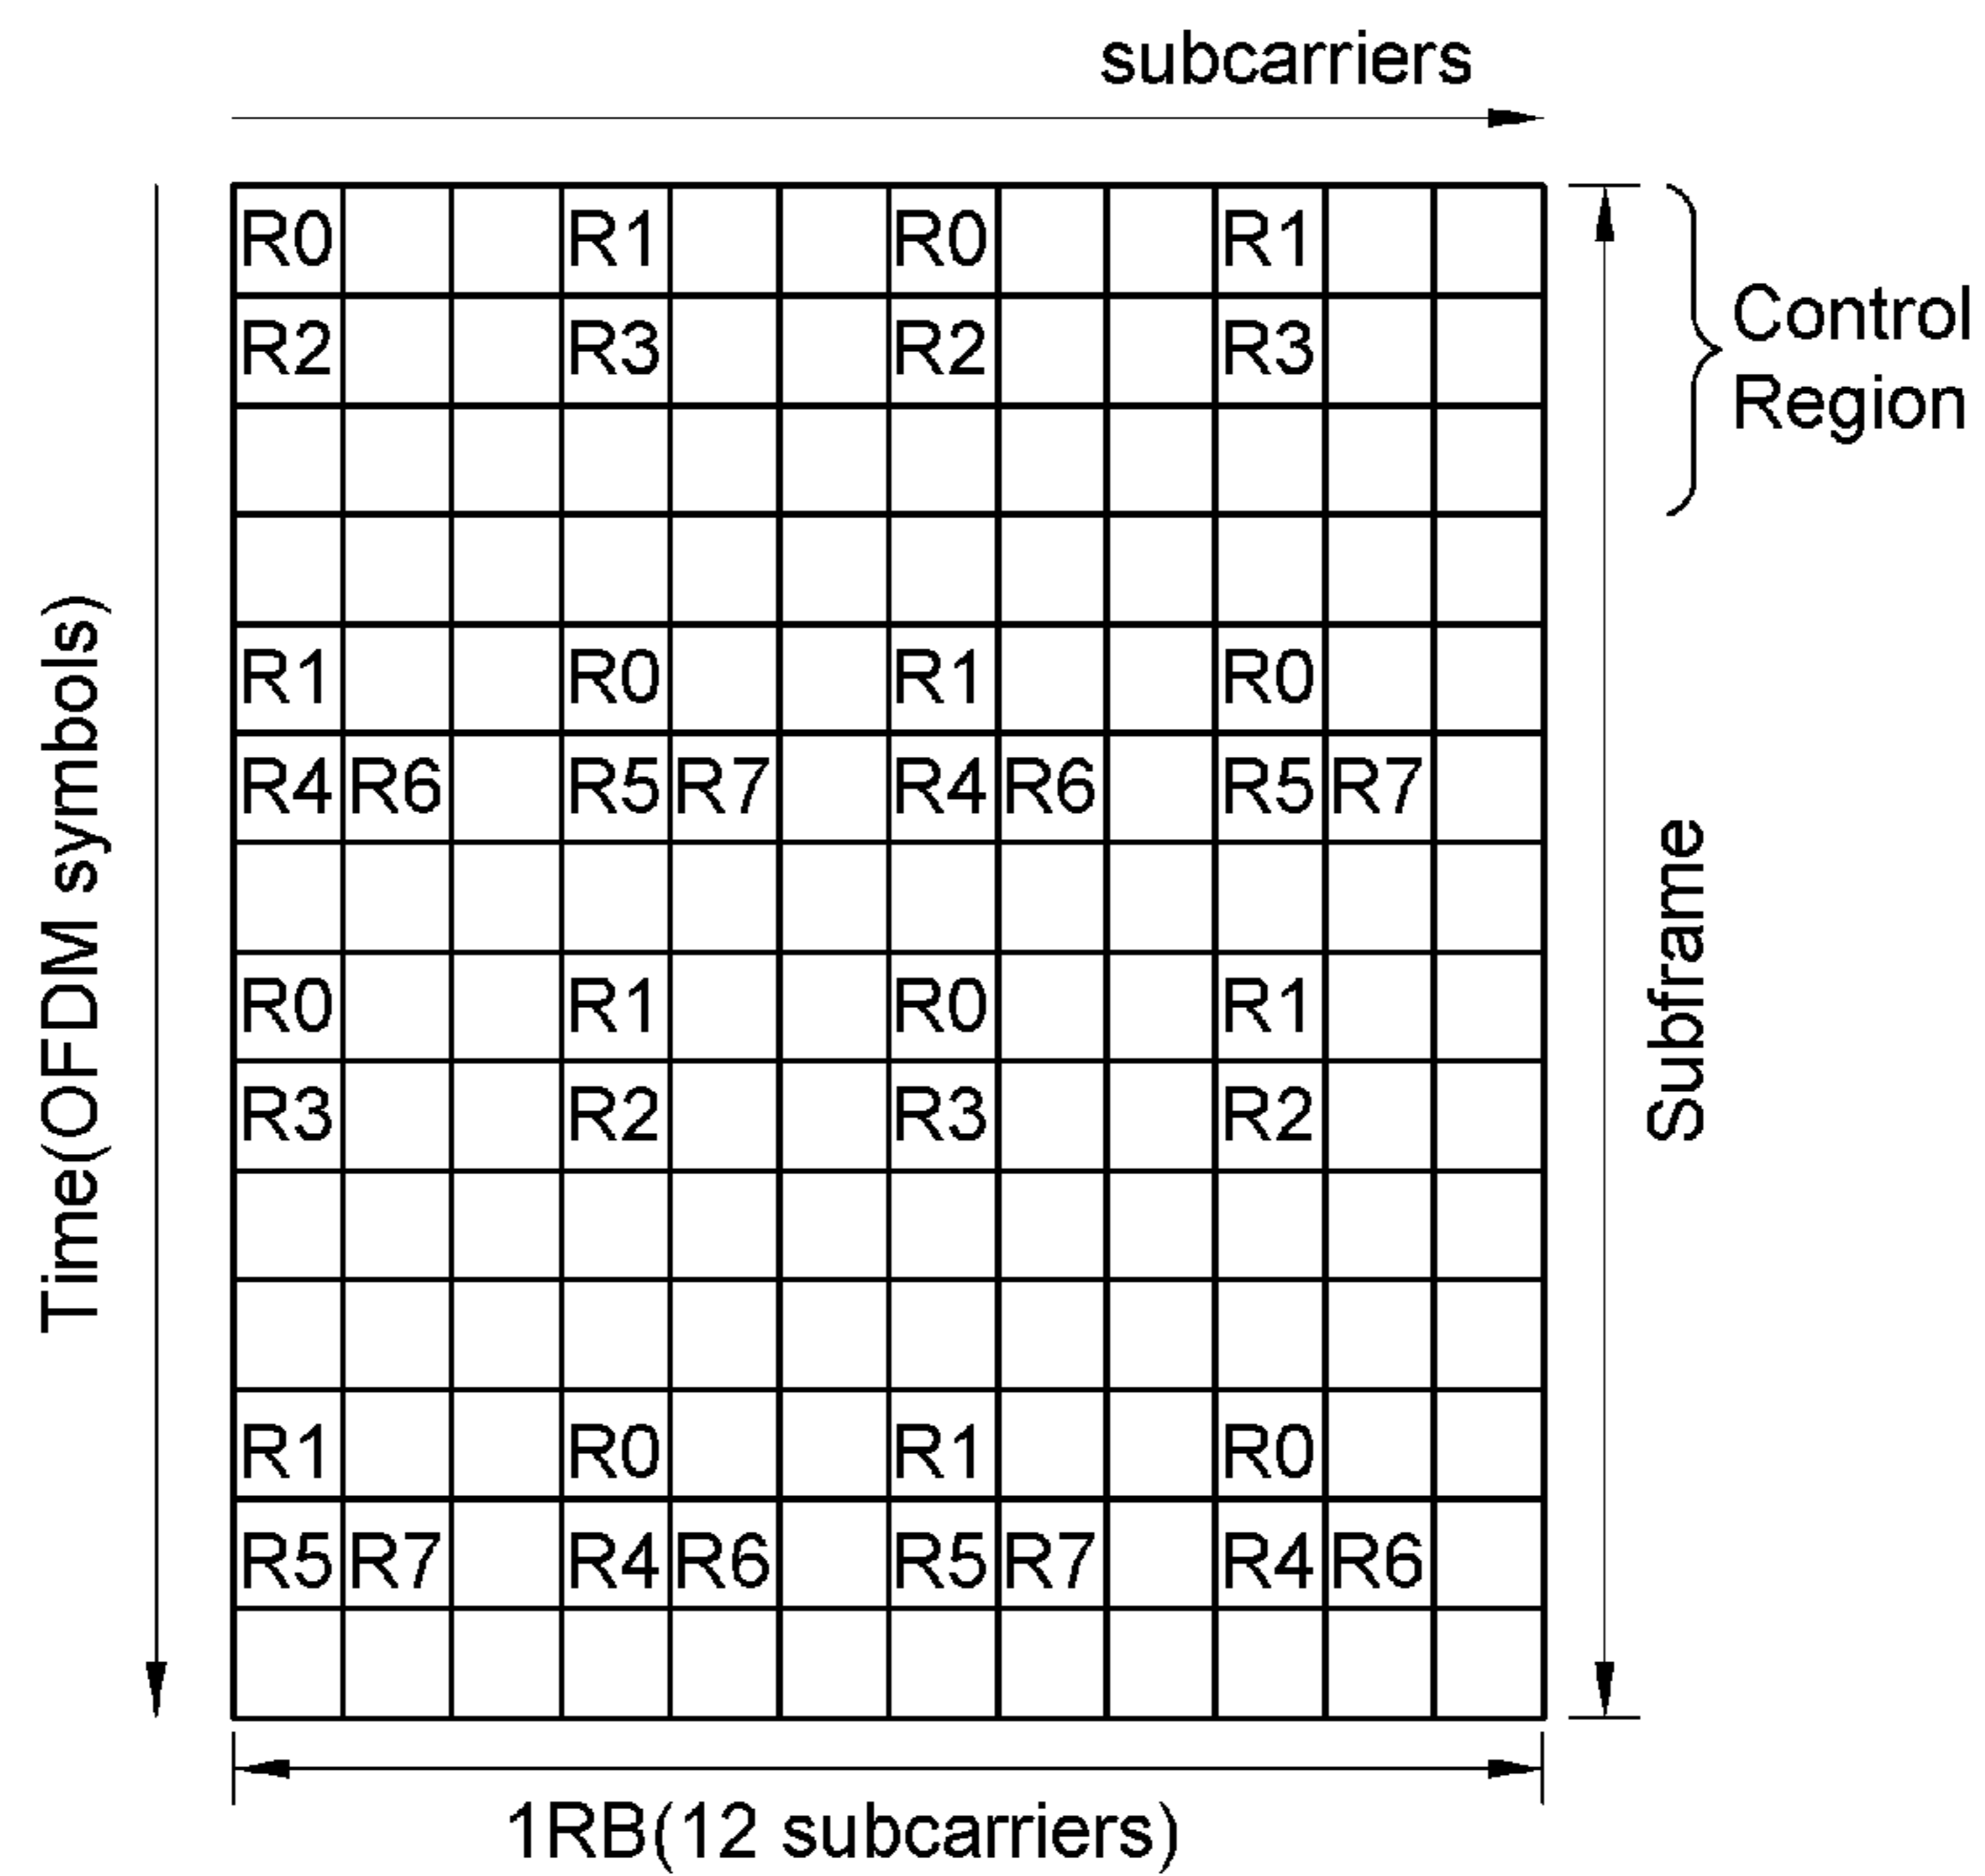 subcarriers
R0 R1 R0 R1
R2 R3 R2 R3
Control
Region
R1 R0 R1 R0
R4 R6 R5 R7 R4 R6 R5 R7
R0 R1 R0 R1
R3 R2 R3 R2
R1 R0 R1 R0
R5 R7 R4 R6 R5 R7 R4 R6
Time(OFDM symbols)
Subframe
1RB(12 subcarriers)